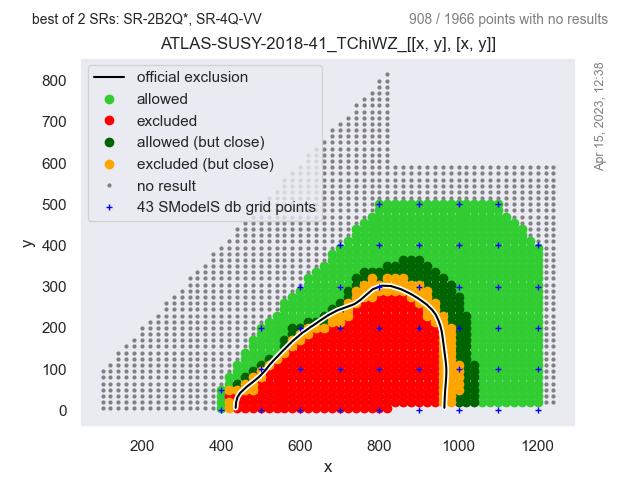 best of 2 SRs: SR-2B2Q*, SR-4Q-VV
908 / 1966 points with no results
ATLAS-SUSY-2018-41_TChiWZ_[[x, y], [x, y]]
official exclusion
allowed
excluded
allowed (but close)
excluded (but close)
no result
43 SModelS db grid points
Apr 15, 2023, 12:38
y
800
700
600
500
400
300
200
100
0
200
400
600
800
1000
1200
x